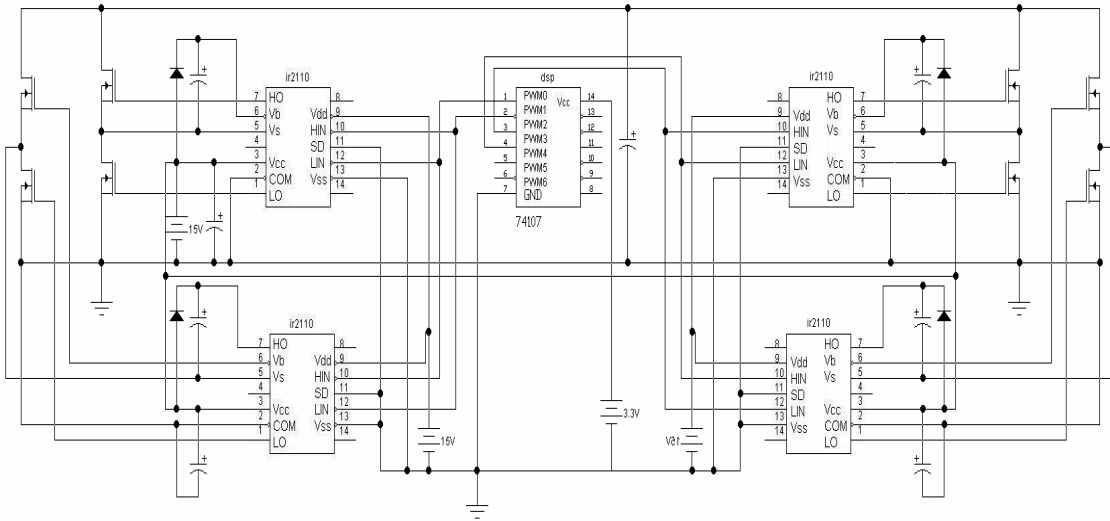 ir2110
7 HO 8
6 Vb Vdd 9
5 Vs HIN 10
4 SD 11
3 Vcc LIN 12
2 COM Vss 13
1 LO 14
15V
dsp
1 PWM0 Vcc 14
2 PWM1 13
3 PWM2 12
4 PWM3 11
5 PWM4 10
6 PWM5 9
7 PWM6 8
GND
74107
ir2110
8 HO 7
9 Vdd Vb 6
10 HIN Vs 5
11 SD 4
12 LIN Vcc 3
13 Vss COM 2
14 LO 1
ir2110
7 HO 8
6 Vb Vdd 9
5 Vs HIN 10
4 SD 11
3 Vcc LIN 12
2 COM Vss 13
1 LO 14
15V
3.3V
15V
ir2110
8 HO 7
9 Vdd Vb 6
10 HIN Vs 5
11 SD 4
12 LIN Vcc 3
13 Vss COM 2
14 LO 1